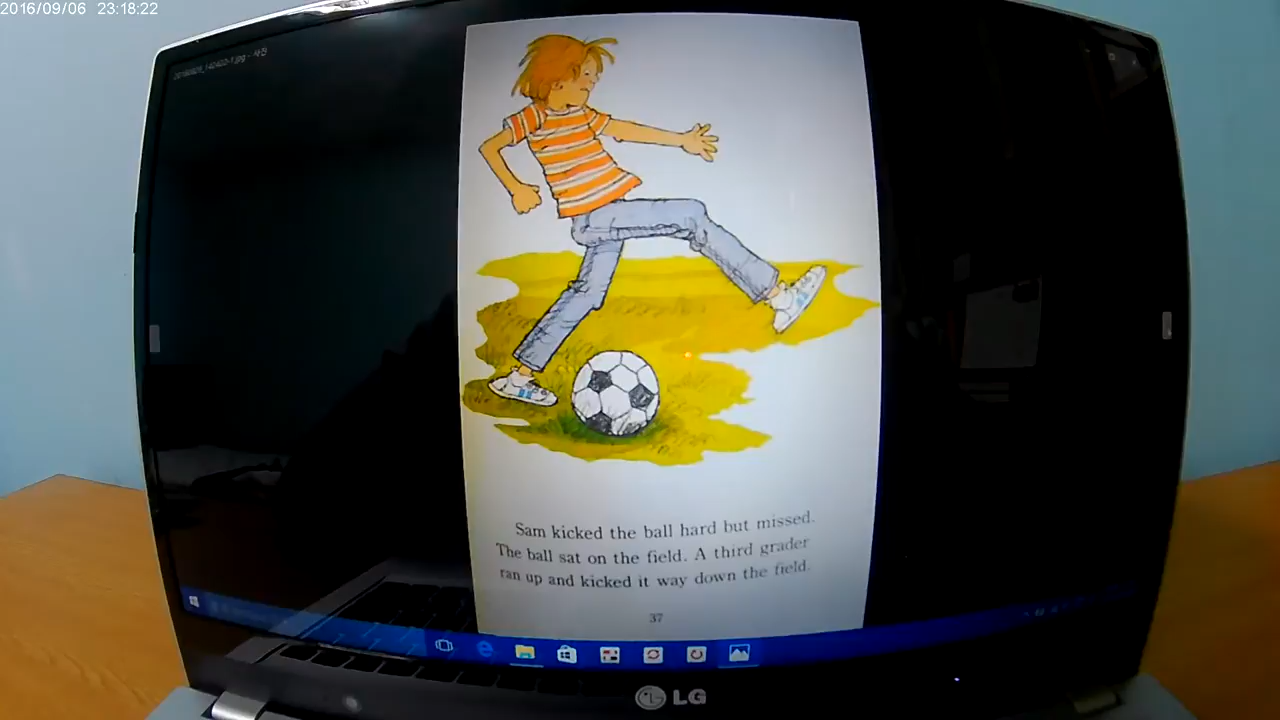 2016/09/06 23:18:22
Sam kicked the ball hard but missed.
The ball sat on the field. A third grader
ran up and kicked it way down the field.
37
LG